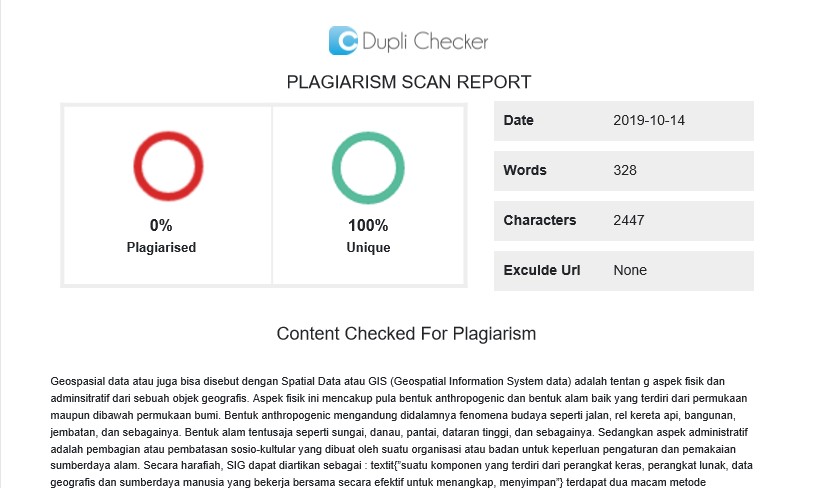 Dupli Checker
PLAGIARISM SCAN REPORT
0%
Plagiarised
100%
Unique
Date 2019-10-14
Words 328
Characters 2447
Exculde Url None
Content Checked For Plagiarism
Geospasial data atau juga bisa disebut dengan Spatial Data atau GIS (Geospatial Information System data) adalah tentan g aspek fisik dan
adminsitratif dari sebuah objek geografis. Aspek fisik ini mencakup pula bentuk anthropogenic dan bentuk alam baik yang terdiri dari permukaan
maupun dibawah permukaan bumi. Bentuk anthropogenic mengandung didalamnya fenomena budaya seperti jalan, rel kereta api, bangunan,
jembatan, dan sebagainya. Bentuk alam tentusaja seperti sungai, danau, pantai, dataran tinggi, dan sebagainya. Sedangkan aspek administratif
adalah pembagian atau pembatasan sosio-kultular yang dibuat oleh suatu organisasi atau badan untuk keperluan pengaturan dan pemakaian
sumberdaya alam. Secara harafiah, SIG dapat diartikan sebagai : textit{"suatu komponen yang terdiri dari perangkat keras, perangkat lunak, data
geografis dan sumberdaya manusia yang bekerja bersama secara efektif untuk menangkap, menyimpan"} terdapat dua macam metode